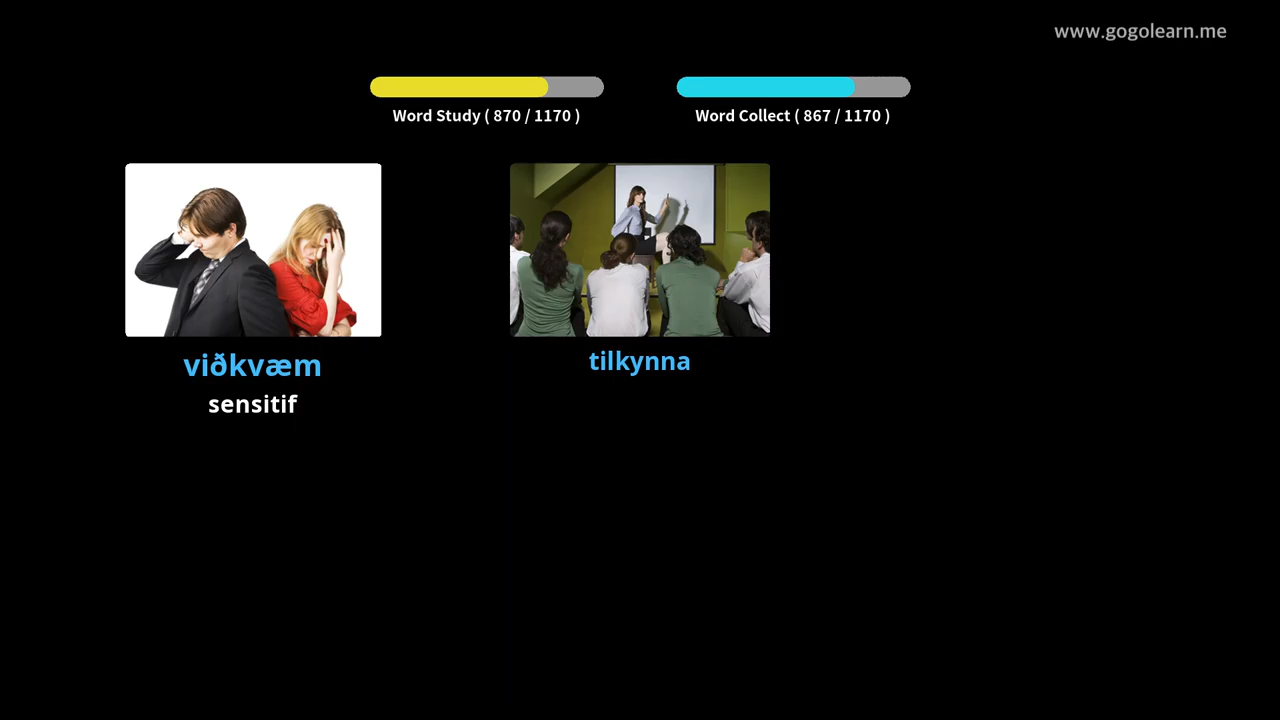 www.gogolearn.me
Word Study ( 870 / 1170 )
Word Collect ( 867 / 1170 )
viðkvæm
sensitif
tilkynna